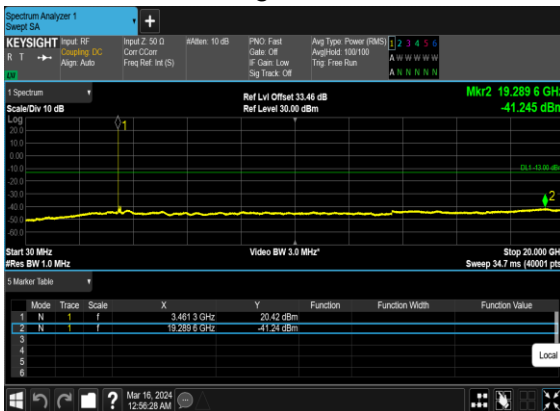 Spectrum Analyzer 1
Swept SA
KEYSIGHT Input: RF Input Z: 50 Ω #Atten: 10 dB PNO: Fast Avg Type: Power (RMS) 1 2 3 4 5 6
R T Coupling: DC Corr CCorr Gate: Off Avg|Hold: 100/100 A W W W W W
Align: Auto Freq Ref: Int (S) IF Gain: Low Trig: Free Run
Sig Track: Off A N N N N N
LV
1 Spectrum
Scale/Div 10 dB
Ref Lvl Offset 33.46 dB
Ref Level 30.00 dBm
Mkr2 19.289 6 GHz
-41.245 dBm
Log
20.0
10.0
0.00
-10.0
-20.0
-30.0
-40.0
-50.0
-60.0
1
DL1 -13.00 dBm
2
Start 30 MHz Video BW 3.0 MHz* Stop 20.000 GH
#Res BW 1.0 MHz Sweep 34.7 ms (40001 pts
5 Marker Table
Mode Trace Scale X Y Function Function Width Function Value
1 N 1 f 3.461 3 GHz 20.42 dBm
2 N 1 f 19.289 6 GHz -41.24 dBm
3
4
5
6
Local
?
Mar 16, 2024
12:56:28 AM